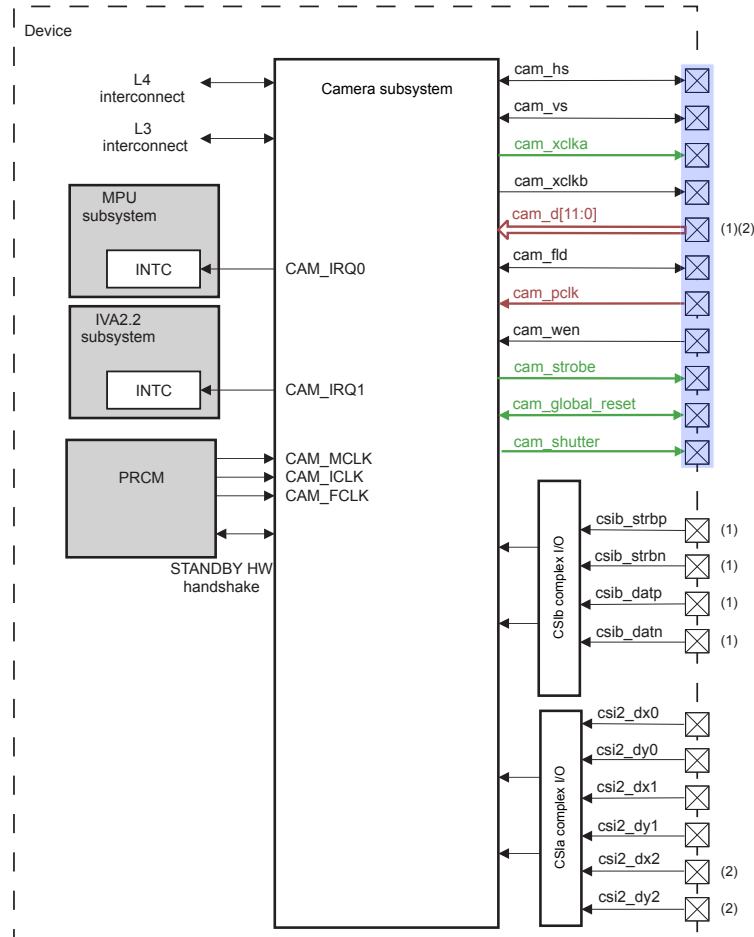 Device
L4
interconnect
L3
interconnect
MPU
subsystem
INTC
IVA2.2
subsystem
INTC
PRCM
Camera subsystem
CAM_IRQ0
CAM_IRQ1
CAM_MCLK
CAM_ICLK
CAM_FCLK
STANDBY HW
handshake
cam_hs
cam_vs
cam_xclka
cam_xclkb
cam_d[11:0] (1)(2)
cam_fld
cam_pclk
cam_wen
cam_strobe
cam_global_reset
cam_shutter
CSIb complex I/O
csib_strbp (1)
csib_strbn (1)
csib_datp (1)
csib_datn (1)
CSIa complex I/O
csi2_dx0
csi2_dy0
csi2_dx1
csi2_dy1
csi2_dx2 (2)
csi2_dy2 (2)